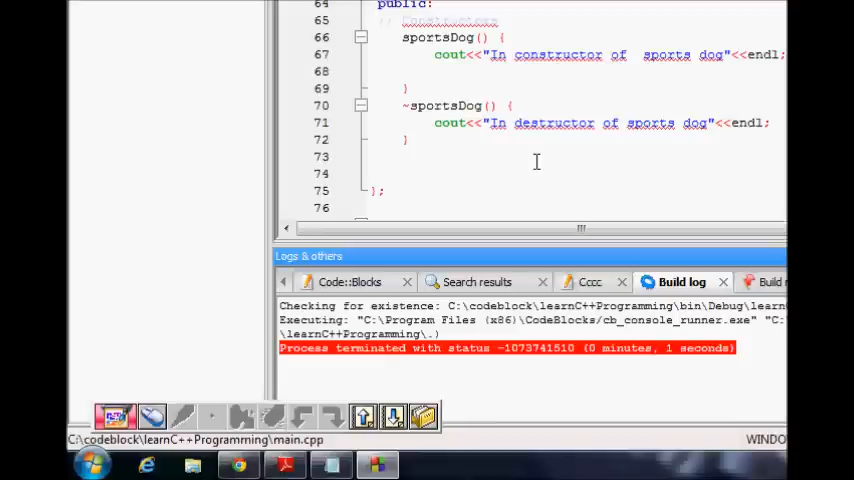 64 public:
65 // Constructors
66 sportsDog() {
67 cout<<"In constructor of  sports dog"<<endl;
68
69 }
70 ~sportsDog() {
71 cout<<"In destructor of sports dog"<<endl;
72 }
73
74
75 };
76
Logs & others
Code::Blocks Search results Cccc Build log Build
Checking for existence: C:\codeblock\learnC++Programming\bin\Debug\learn
Executing: "C:\Program Files (x86)\CodeBlocks/cb_console_runner.exe" "C:
\learnC++Programming\.)
Process terminated with status -1073741510 (0 minutes, 1 seconds)
C:\codeblock\learnC++Programming\main.cpp WINDO